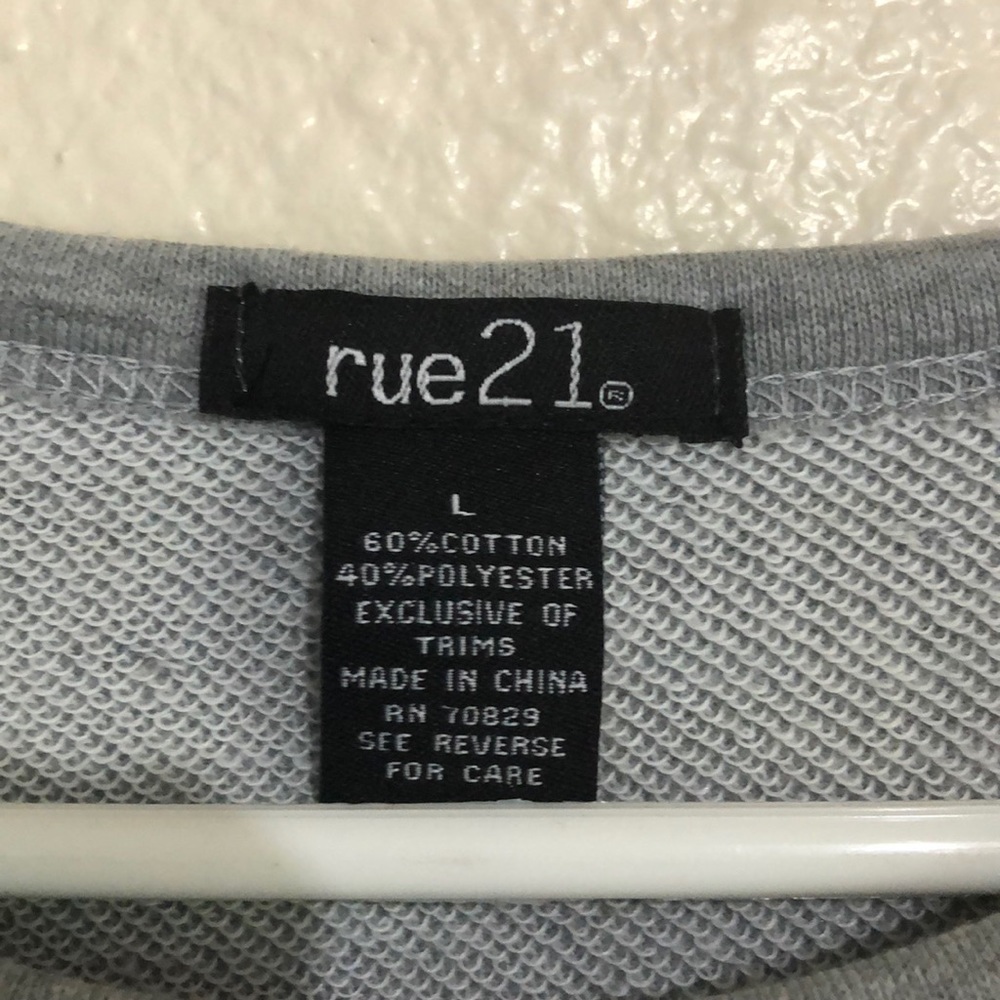 rue21®
L
60%COTTON
40%POLYESTER
EXCLUSIVE OF
TRIMS
MADE IN CHINA
RN 70829
SEE REVERSE
FOR CARE